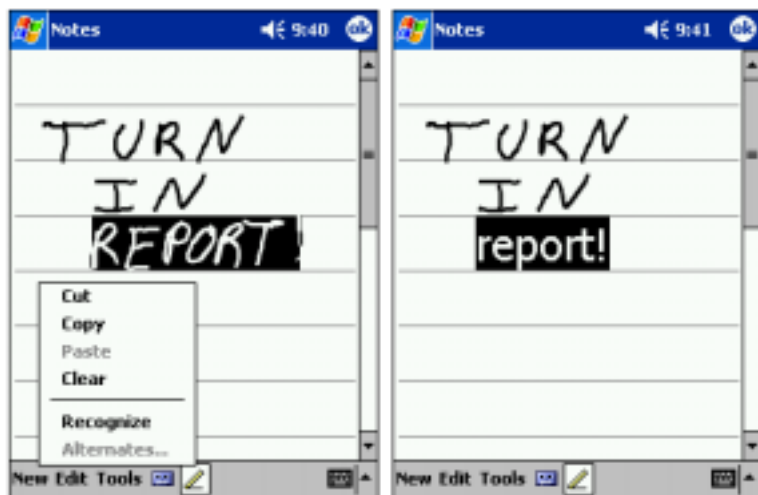 Notes 9:40 ok
TURN
IN
REPORT!
Cut
Copy
Paste
Clear
Recognize
Alternates...
New Edit Tools
Notes 9:41 ok
TURN
IN
report!
New Edit Tools